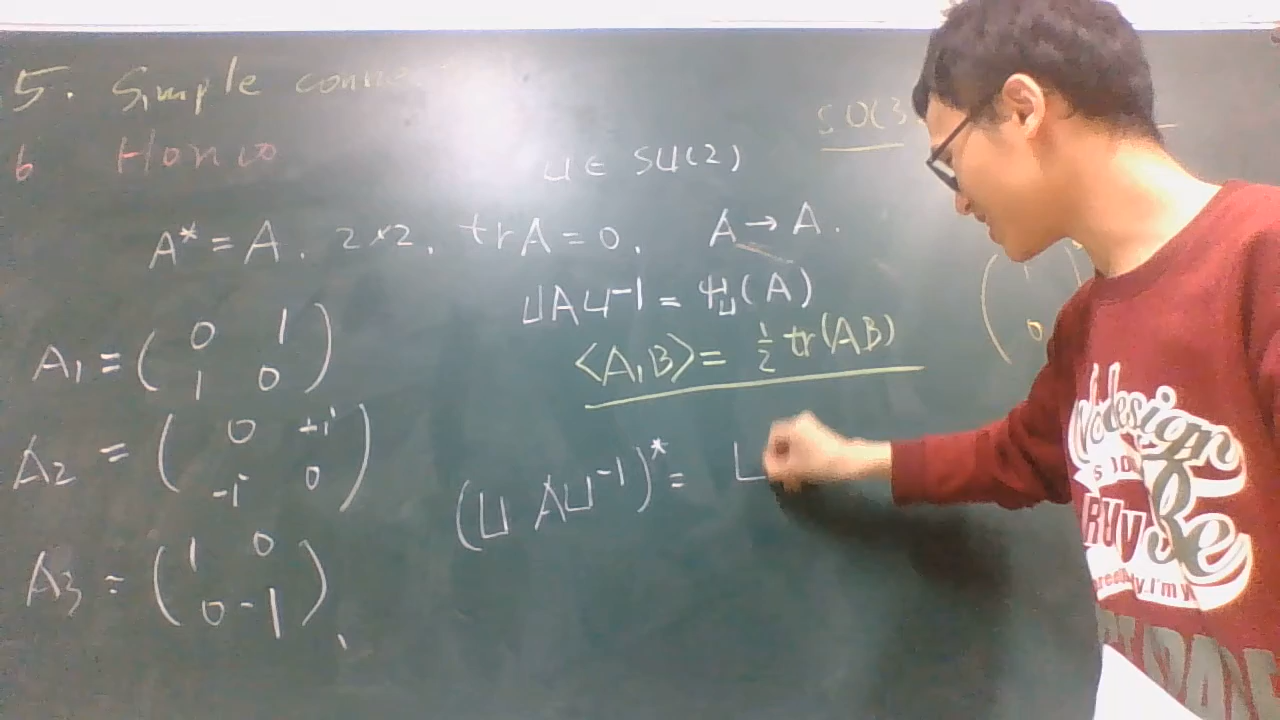 5. Simple conne
6 Homo
SO(3
U ∈ SU(2)
A* = A. 2×2. trA = 0. A → A.
UAU⁻¹ = ψ_U(A)
<A,B> = 1/2 tr(AB)
A1 = ( 0 1
1 0 )
A2 = ( 0 +i
-i 0 )
A3 = ( 1 0
0 -1 )
(U AU⁻¹)* =